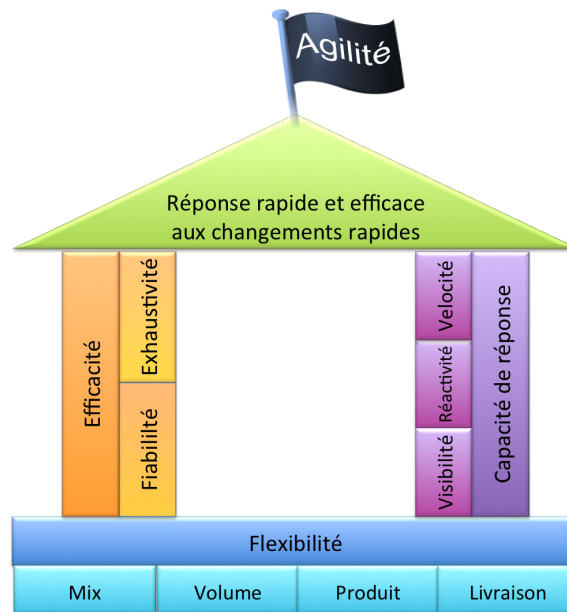 Agilité
Réponse rapide et efficace
aux changements rapides
Efficacité
Exhaustivité
Fiabililté
Velocité
Réactivité
Visibilité
Capacité de réponse
Flexibilité
Mix
Volume
Produit
Livraison